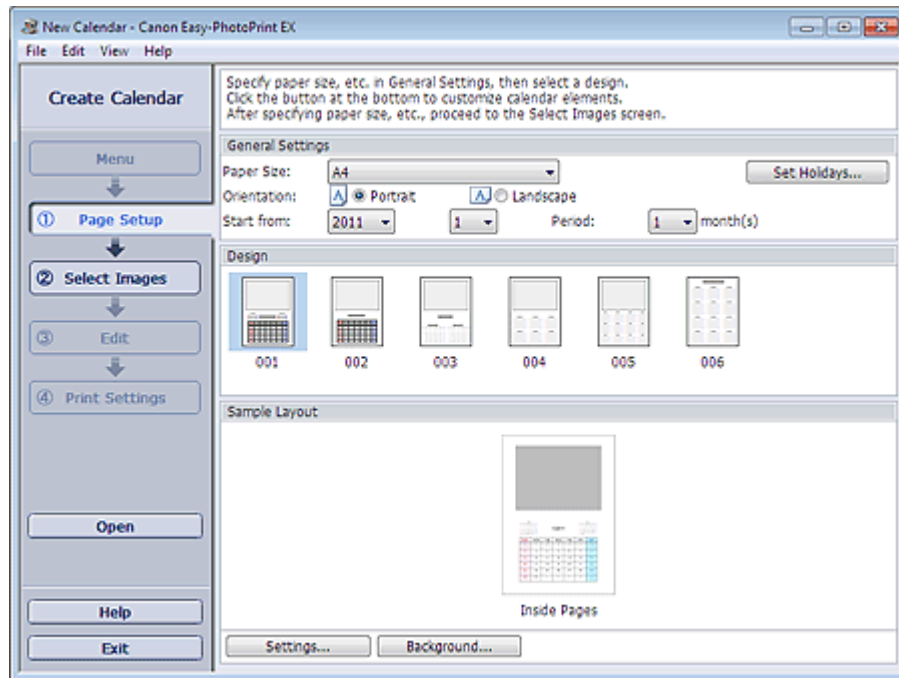 New Calendar - Canon Easy-PhotoPrint EX
File Edit View Help
Create Calendar
Menu
① Page Setup
② Select Images
③ Edit
④ Print Settings
Open
Help
Exit
Specify paper size, etc. in General Settings, then select a design.
Click the button at the bottom to customize calendar elements.
After specifying paper size, etc., proceed to the Select Images screen.
General Settings
Paper Size: A4 Set Holidays...
Orientation: A Portrait A Landscape
Start from: 2011 1 Period: 1 month(s)
Design
001 002 003 004 005 006
Sample Layout
Inside Pages
Settings... Background...